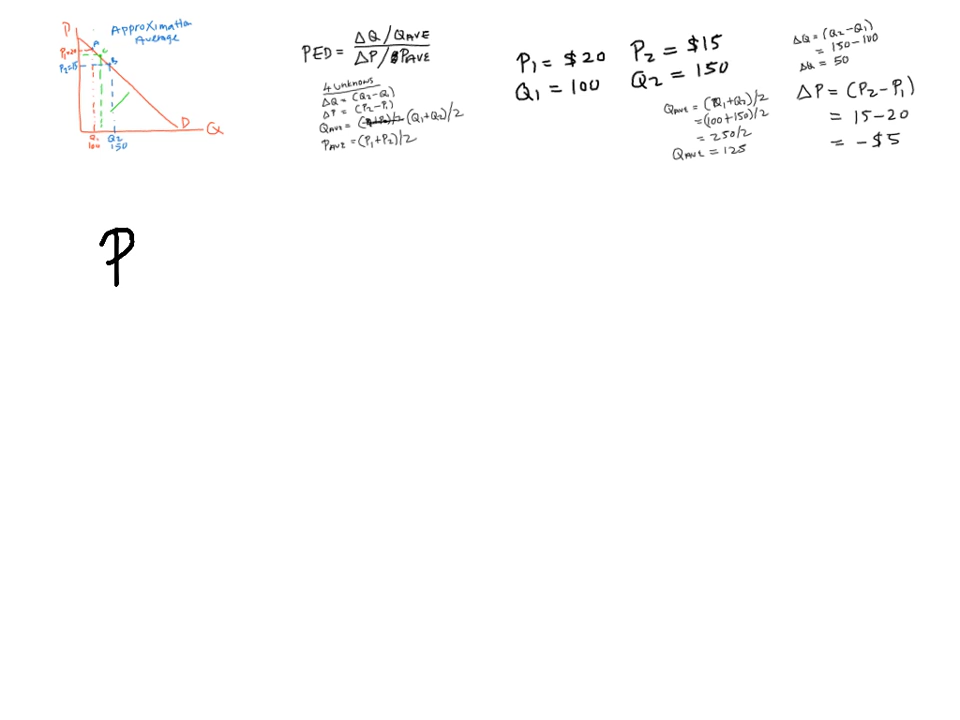 P
Approximation
Average
P1=20
A
C
P2=15
B
D
Q
Q1
100
Q2
150
PED = ΔQ/QAVE
ΔP/PAVE
4 unknowns
ΔQ = (Q2-Q1)
ΔP = (P2-P1)
QAVE = (Q1+Q2)/2
PAVE = (P1+P2)/2
P1 = $20
Q1 = 100
P2 = $15
Q2 = 150
QAVE = (Q1+Q2)/2
= (100+150)/2
= 250/2
QAVE = 125
ΔQ = (Q2-Q1)
= 150-100
ΔQ = 50
ΔP = (P2-P1)
= 15-20
= -$5
P